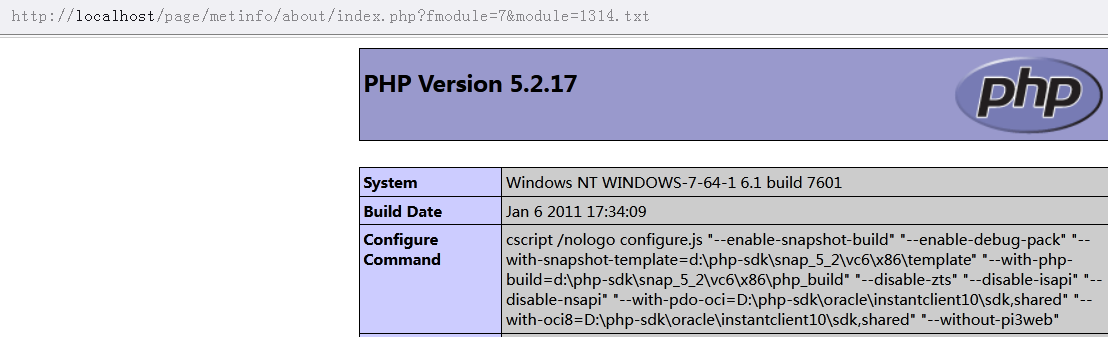 http://localhost/page/metinfo/about/index.php?fmodule=7&module=1314.txt
PHP Version 5.2.17
php
System
Windows NT WINDOWS-7-64-1 6.1 build 7601
Build Date
Jan 6 2011 17:34:09
Configure
Command
cscript /nologo configure.js "--enable-snapshot-build" "--enable-debug-pack" "--
with-snapshot-template=d:\php-sdk\snap_5_2\vc6\x86\template" "--with-php-
build=d:\php-sdk\snap_5_2\vc6\x86\php_build" "--disable-zts" "--disable-isapi" "--
disable-nsapi" "--with-pdo-oci=D:\php-sdk\oracle\instantclient10\sdk,shared" "--
with-oci8=D:\php-sdk\oracle\instantclient10\sdk,shared" "--without-pi3web"